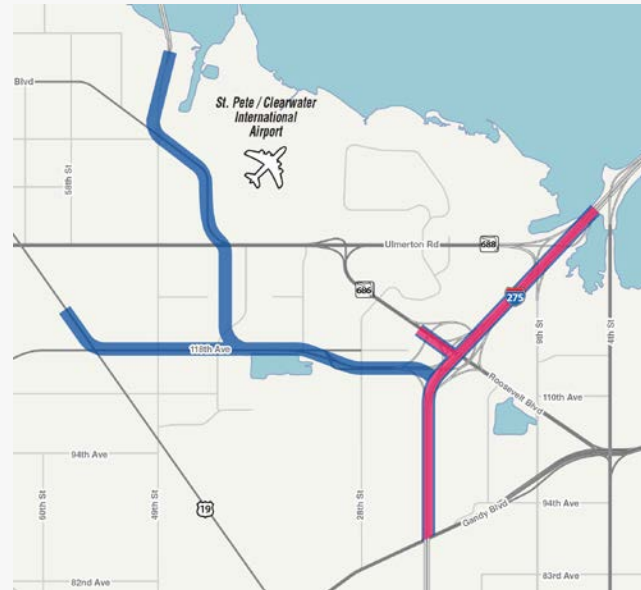 Blvd
St. Pete / Clearwater
International
Airport
58th St
Ulmerton Rd
688
686
275
9th St
4th St
118th Ave
Roosevelt Blvd
110th Ave
94th Ave
60th St
49th St
28th St
19
94th Ave
Gandy Blvd
82nd Ave
83rd Ave